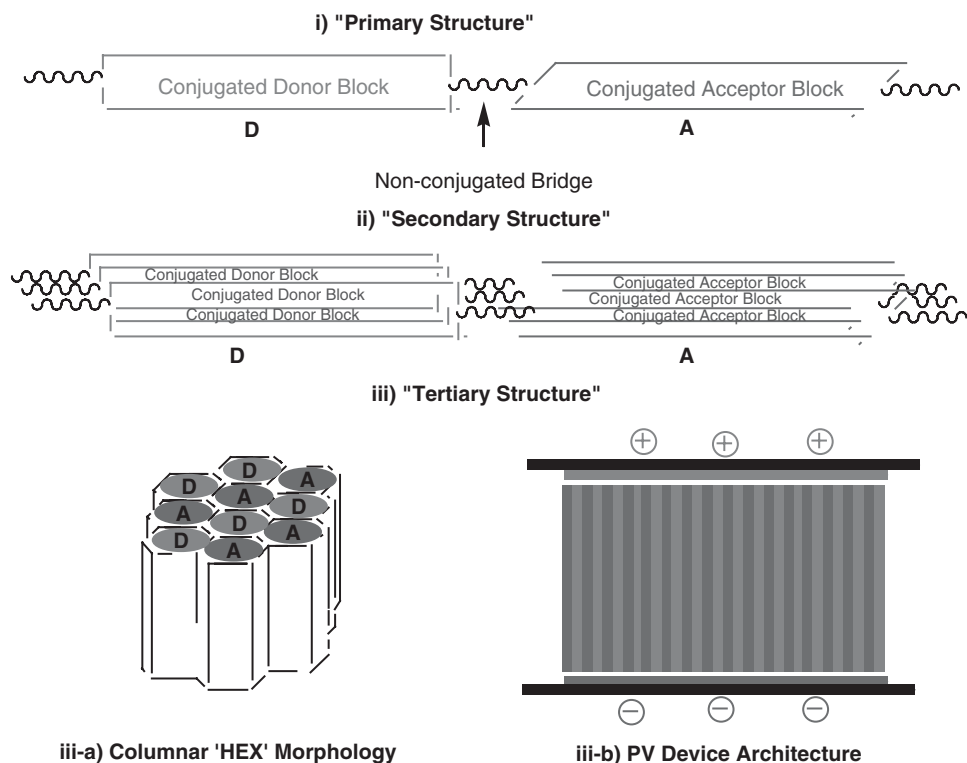 i) "Primary Structure"
Conjugated Donor Block
Conjugated Acceptor Block
D
A
Non-conjugated Bridge
ii) "Secondary Structure"
Conjugated Donor Block
Conjugated Acceptor Block
Conjugated Donor Block
Conjugated Acceptor Block
Conjugated Donor Block
Conjugated Acceptor Block
D
A
iii) "Tertiary Structure"
+ + +
D
D
A
A
A
D
D
A
D
A
− − −
iii-a) Columnar 'HEX' Morphology
iii-b) PV Device Architecture